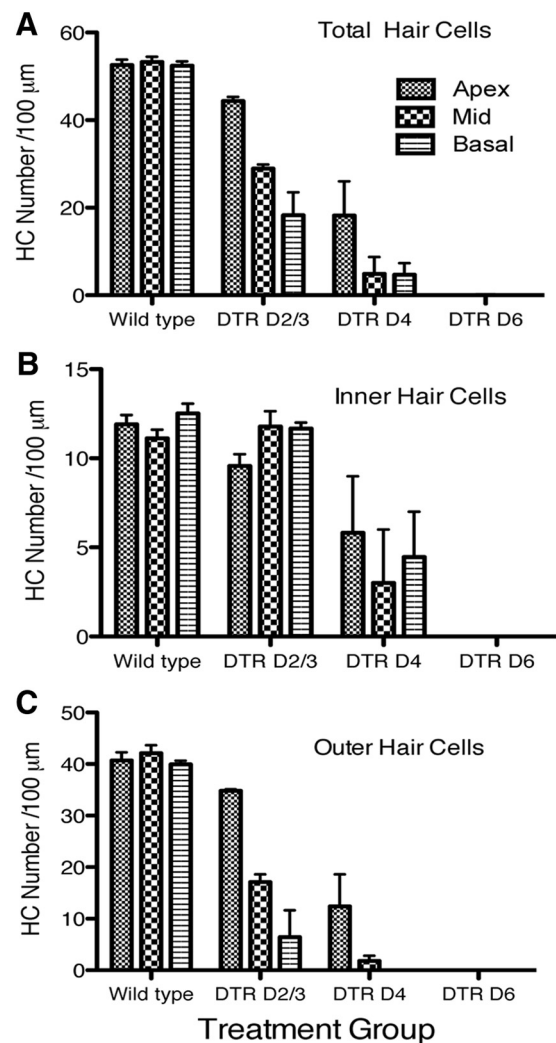 A
Total Hair Cells
HC Number /100 μm
60
40
20
0
Apex
Mid
Basal
Wild type DTR D2/3 DTR D4 DTR D6
B
Inner Hair Cells
HC Number /100 μm
15
10
5
0
Wild type DTR D2/3 DTR D4 DTR D6
C
Outer Hair Cells
HC Number /100 μm
50
40
30
20
10
0
Wild type DTR D2/3 DTR D4 DTR D6
Treatment Group